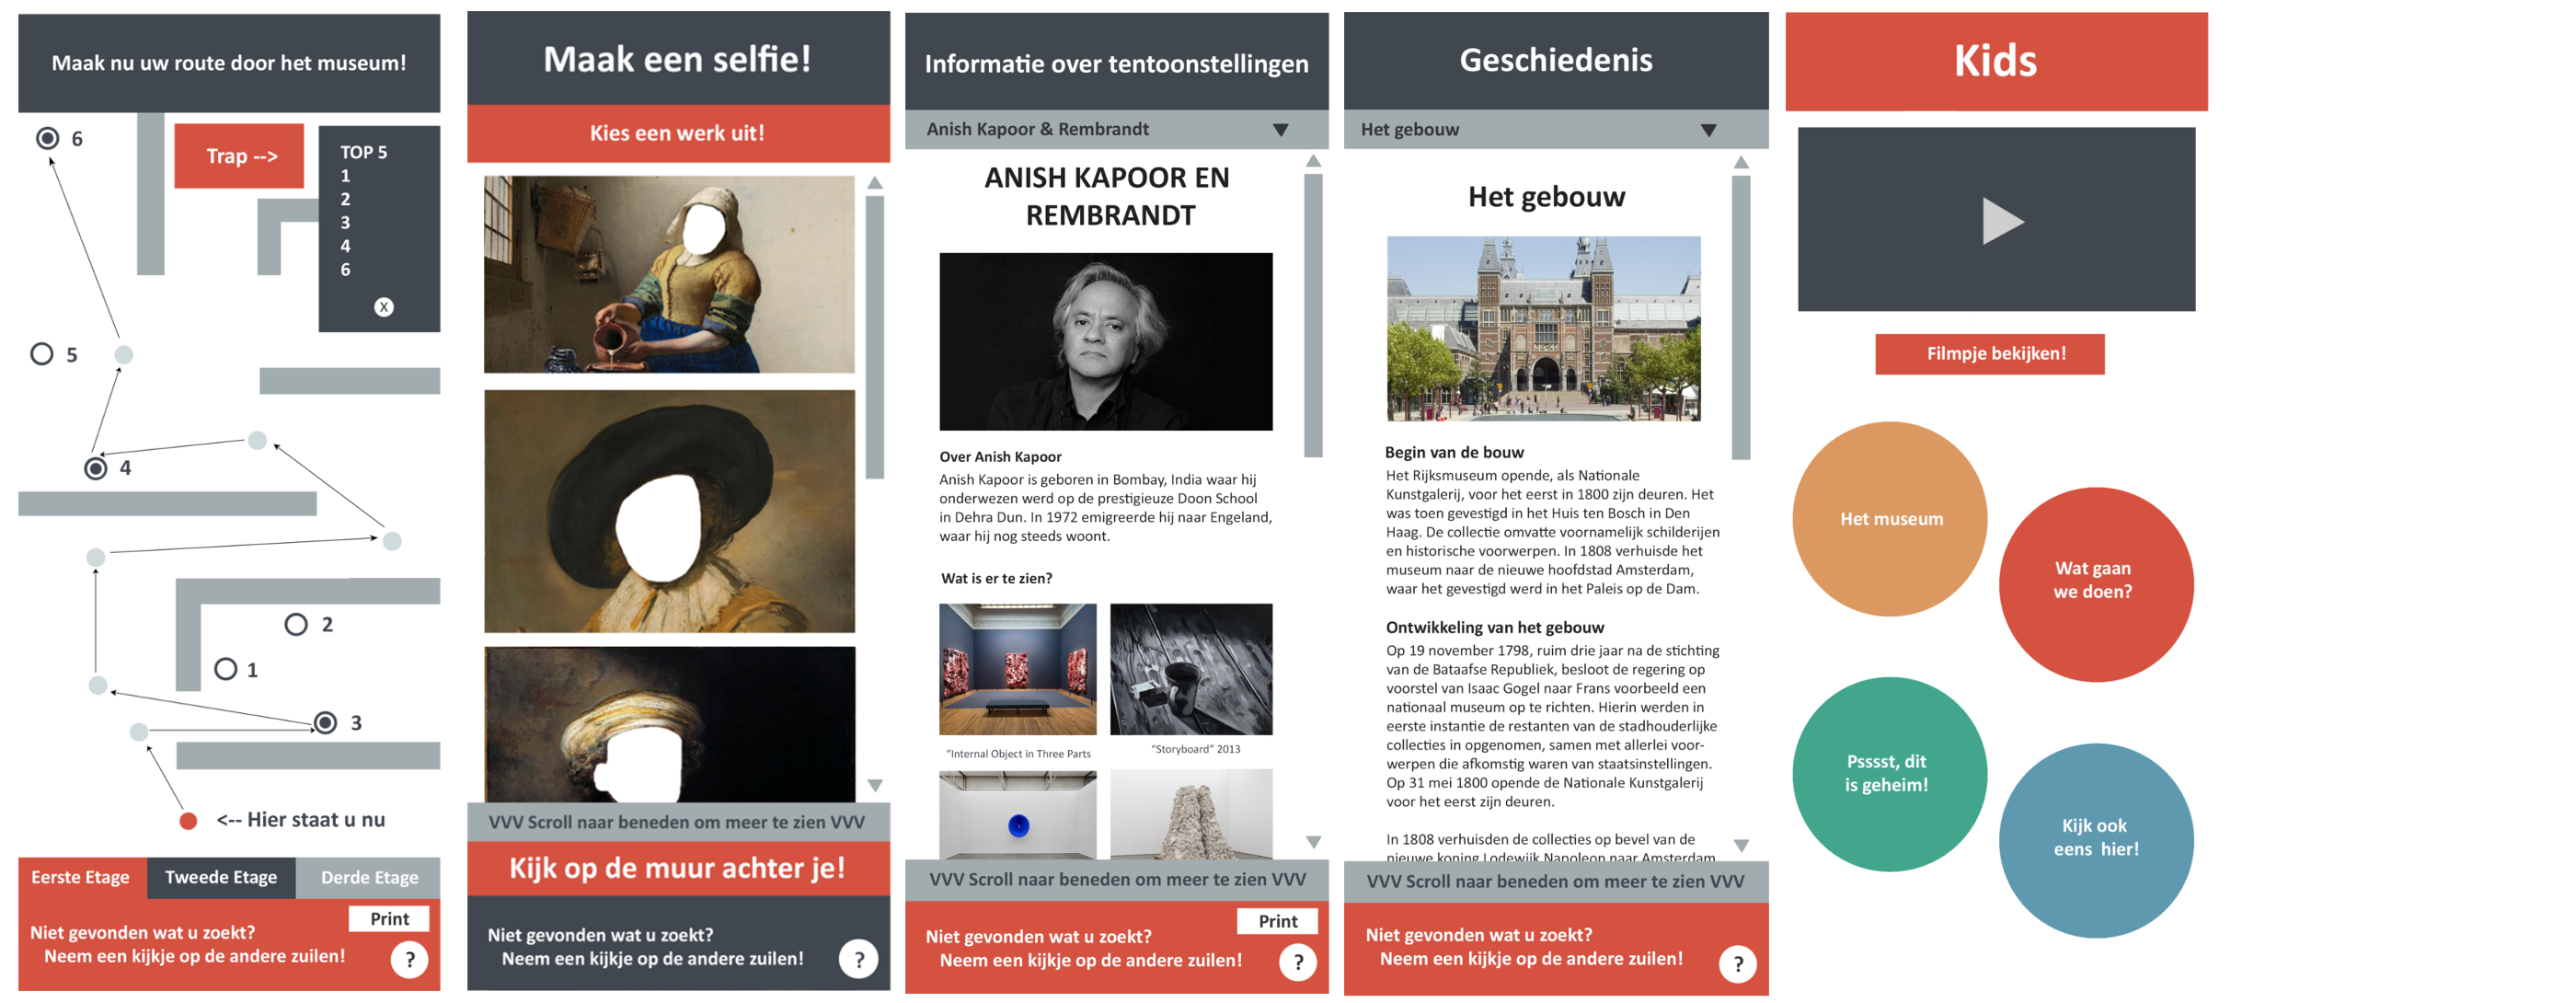 Maak nu uw route door het museum!
6
Trap -->
TOP 5
1
2
3
4
6
X
5
4
2
1
3
<-- Hier staat u nu
Eerste Etage
Tweede Etage
Derde Etage
Print
Niet gevonden wat u zoekt?
Neem een kijkje op de andere zuilen!
?
Maak een selfie!
Kies een werk uit!
VVV Scroll naar beneden om meer te zien VVV
Kijk op de muur achter je!
Niet gevonden wat u zoekt?
Neem een kijkje op de andere zuilen!
?
Informatie over tentoonstellingen
Anish Kapoor & Rembrandt
ANISH KAPOOR EN
REMBRANDT
Over Anish Kapoor
Anish Kapoor is geboren in Bombay, India waar hij
onderwezen werd op de prestigieuze Doon School
in Dehra Dun. In 1972 emigreerde hij naar Engeland,
waar hij nog steeds woont.
Wat is er te zien?
“Internal Object in Three Parts
“Storyboard” 2013
VVV Scroll naar beneden om meer te zien VVV
Print
Niet gevonden wat u zoekt?
Neem een kijkje op de andere zuilen!
?
Geschiedenis
Het gebouw
Het gebouw
Begin van de bouw
Het Rijksmuseum opende, als Nationale
Kunstgalerij, voor het eerst in 1800 zijn deuren. Het
was toen gevestigd in het Huis ten Bosch in Den
Haag. De collectie omvatte voornamelijk schilderijen
en historische voorwerpen. In 1808 verhuisde het
museum naar de nieuwe hoofdstad Amsterdam,
waar het gevestigd werd in het Paleis op de Dam.
Ontwikkeling van het gebouw
Op 19 november 1798, ruim drie jaar na de stichting
van de Bataafse Republiek, besloot de regering op
voorstel van Isaac Gogel naar Frans voorbeeld een
nationaal museum op te richten. Hierin werden in
eerste instantie de restanten van de stadhouderlijke
collecties in opgenomen, samen met allerlei voor-
werpen die afkomstig waren van staatsinstellingen.
Op 31 mei 1800 opende de Nationale Kunstgalerij
voor het eerst zijn deuren.
In 1808 verhuisden de collecties op bevel van de
nieuwe koning Lodewijk Napoleon naar Amsterdam
VVV Scroll naar beneden om meer te zien VVV
Niet gevonden wat u zoekt?
Neem een kijkje op de andere zuilen!
?
Kids
Filmpje bekijken!
Het museum
Wat gaan
we doen?
Psssst, dit
is geheim!
Kijk ook
eens hier!